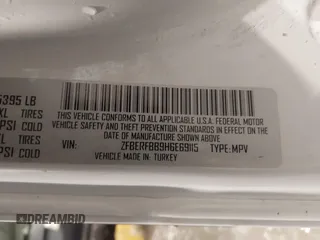 5395 LB
XL TIRES
PSI COLD
THIS VEHICLE CONFORMS TO ALL APPLICABLE U.S.A. FEDERAL MOTOR
VEHICLE SAFETY AND THEFT PREVENTION STANDARDS IN EFFECT ON THE
DATE OF MANUFACTURE SHOWN ABOVE.
TIRES
PSI COLD
VIN: ZFBERFBB9H6E69115 TYPE: MPV
VEHICLE MADE IN: TURKEY
DREAMBID